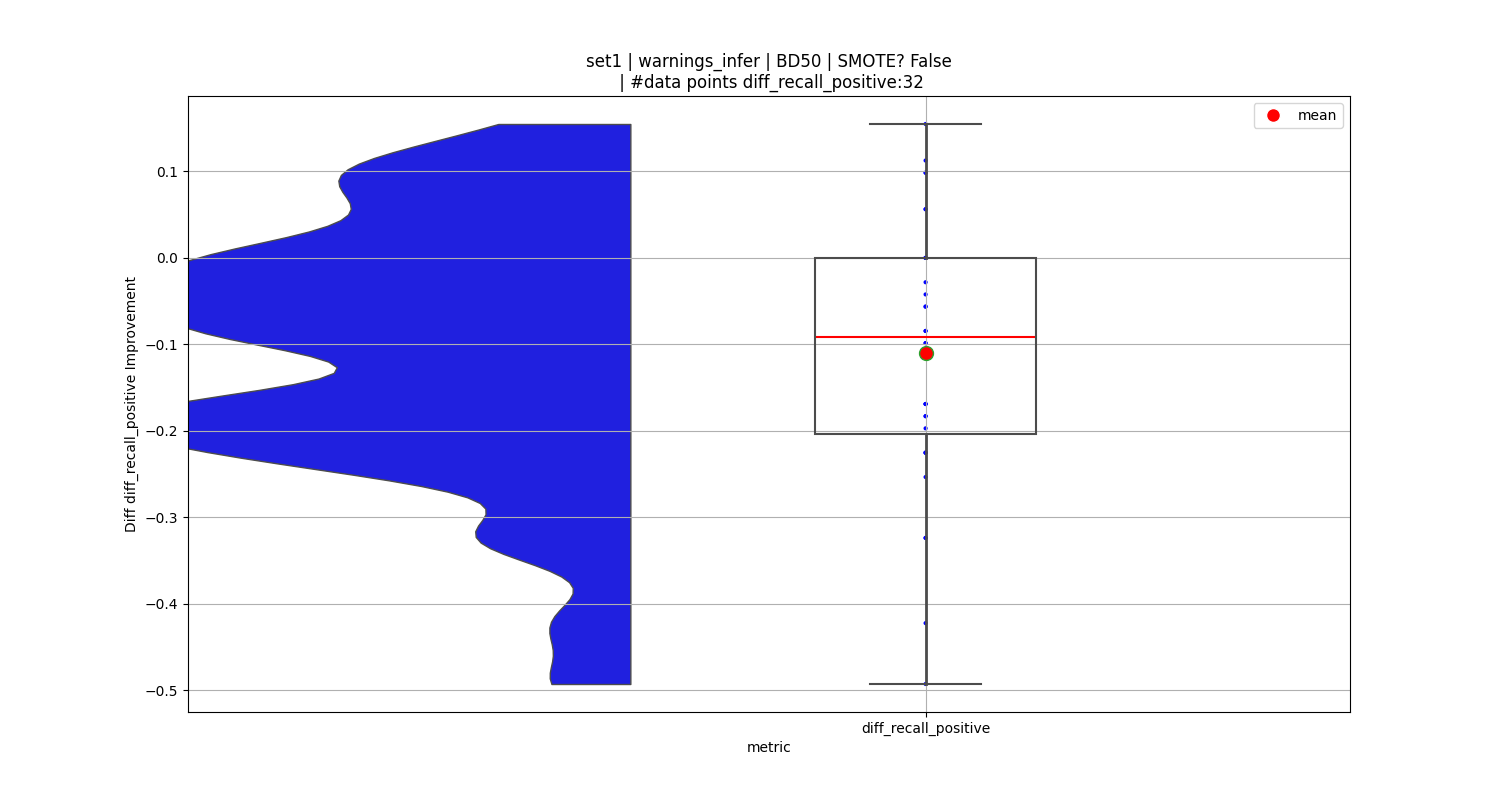 set1 | warnings_infer | BD50 | SMOTE? False
| #data points diff_recall_positive:32
mean
0.1
0.0
−0.1
−0.2
−0.3
−0.4
−0.5
Diff diff_recall_positive Improvement
diff_recall_positive
metric